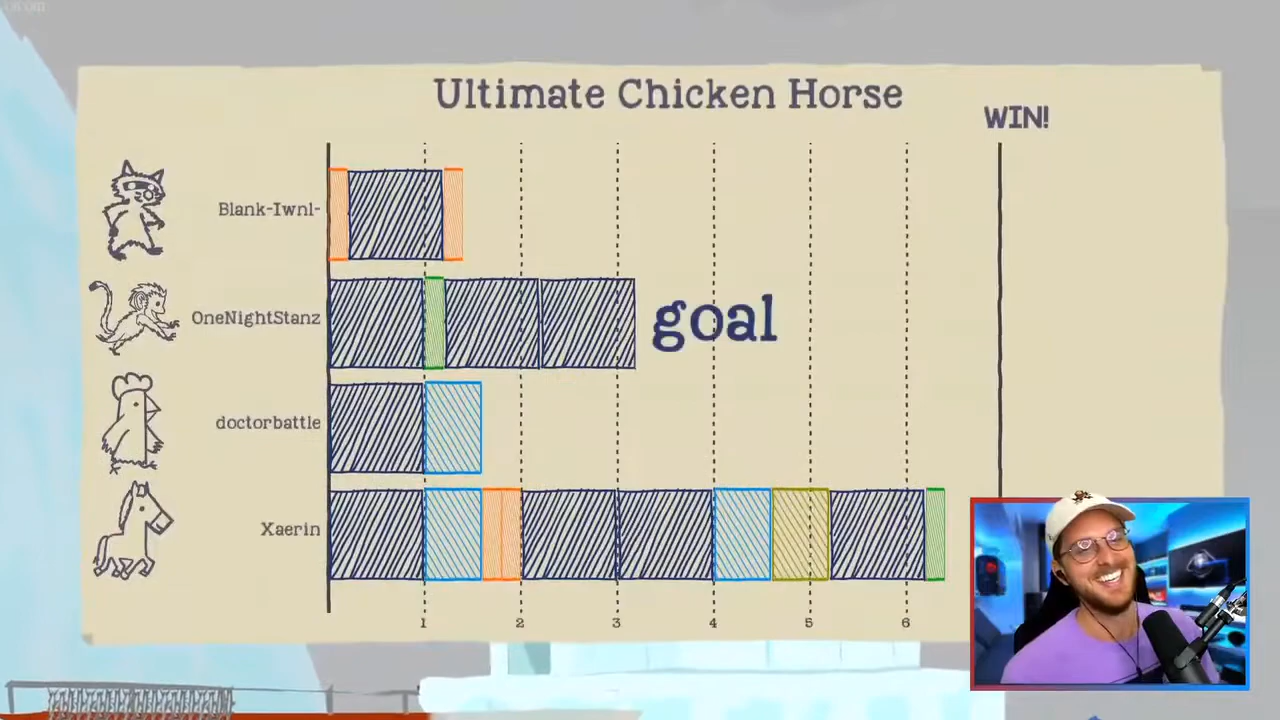 Ultimate Chicken Horse
WIN!
Blank-Iwnl-
OneNightStanz
goal
doctorbattle
Xaerin
1 2 3 4 5 6